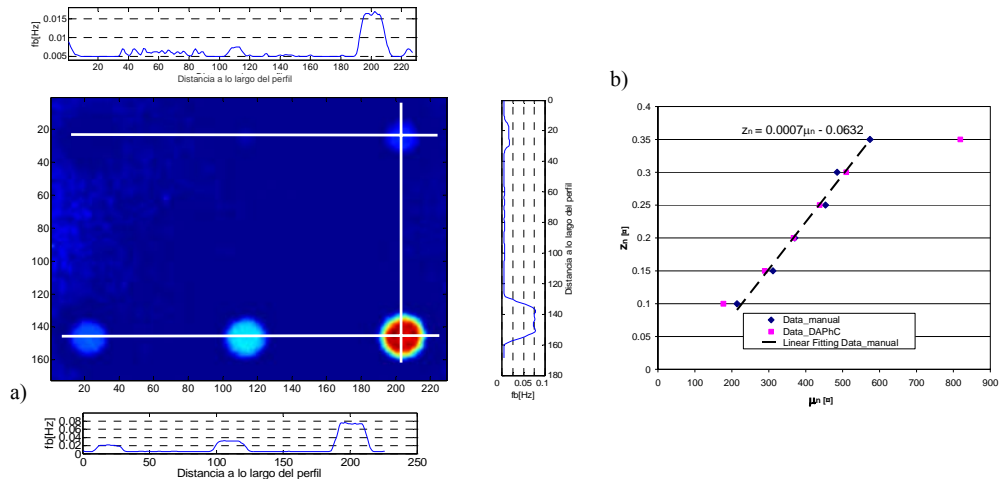 fb[Hz]
0.015
0.01
0.005
20 40 60 80 100 120 140 160 180 200 220
Distancia a lo largo del perfil
20
40
60
80
100
120
140
160
20 40 60 80 100 120 140 160 180 200 220
a)
0
20
40
60
80
100
120
140
160
180
Distancia a lo largo del perfil
0 0.05 0.1
fb[Hz]
fb[Hz]
0.08
0.06
0.04
0.02
0 50 100 150 200 250
Distancia a lo largo del perfil
b)
zn [¤]
0.4
0.35
0.3
0.25
0.2
0.15
0.1
0.05
0
zn = 0.0007μn - 0.0632
Data_manual
Data_DAPhC
Linear Fitting Data_manual
0 100 200 300 400 500 600 700 800 900
μn [¤]